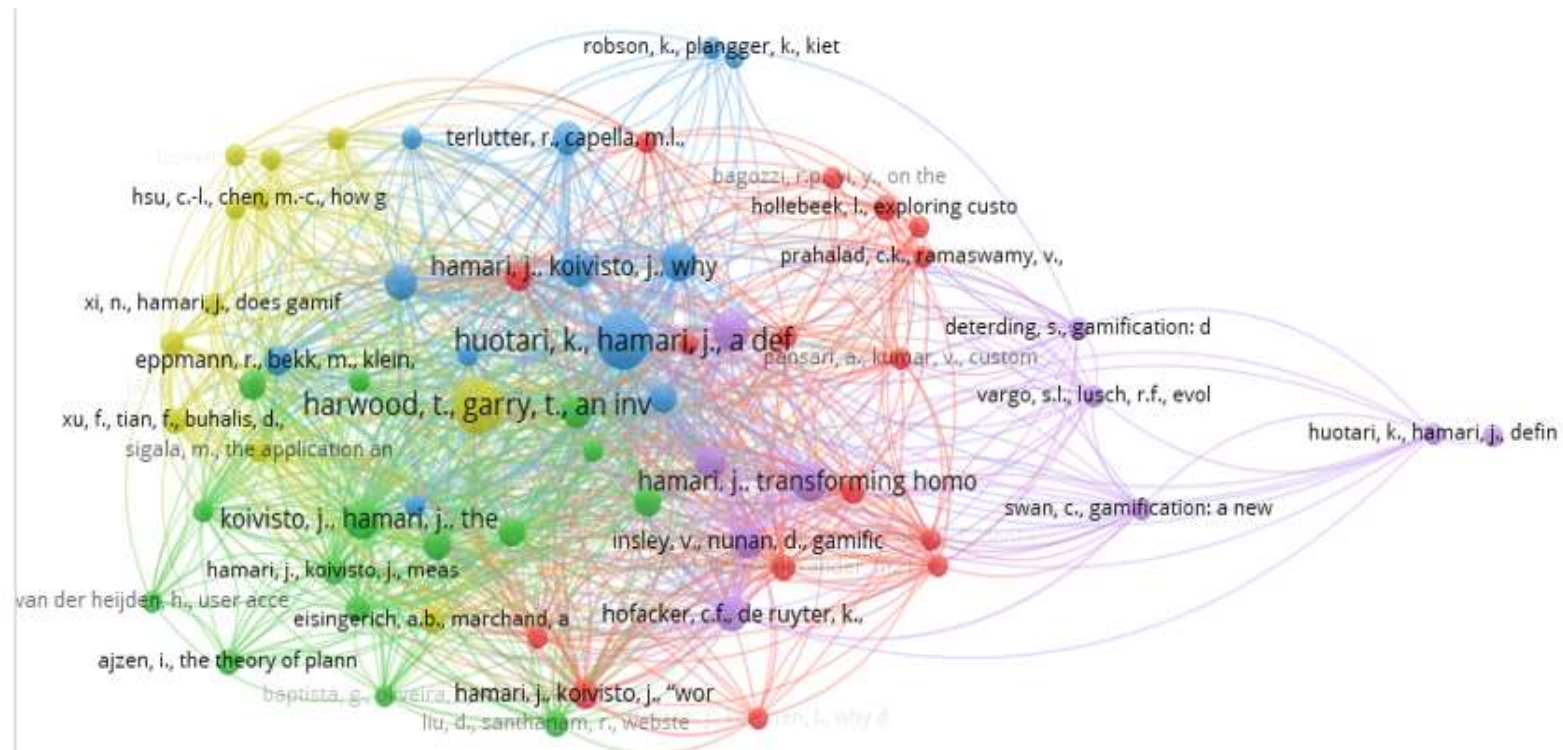 robson, k., plangger, k., kiet
terlutter, r., capella, m.l.,
bagozzi, r.p., yi, y., on the
hsu, c.-l., chen, m.-c., how g
hollebeek, l., exploring custo
prahalad, c.k., ramaswamy, v.,
hamari, j., koivisto, j., why
xi, n., hamari, j., does gamif
deterding, s., gamification: d
huotari, k., hamari, j., a def
eppmann, r., bekk, m., klein,
pansari, a., kumar, v., custom
vargo, s.l., lusch, r.f., evol
harwood, t., garry, t., an inv
xu, f., tian, f., buhalis, d.,
huotari, k., hamari, j., defin
sigala, m., the application an
hamari, j., transforming homo
swan, c., gamification: a new
koivisto, j., hamari, j., the
insley, v., nunan, d., gamific
hamari, j., koivisto, j., meas
van der heijden, h., user acce
eisingerich, a.b., marchand, a
hofacker, c.f., de ruyter, k.,
ajzen, i., the theory of plann
baptista, g., oliveira,
hamari, j., koivisto, j., “wor
liu, d., santhanam, r., webste
why d